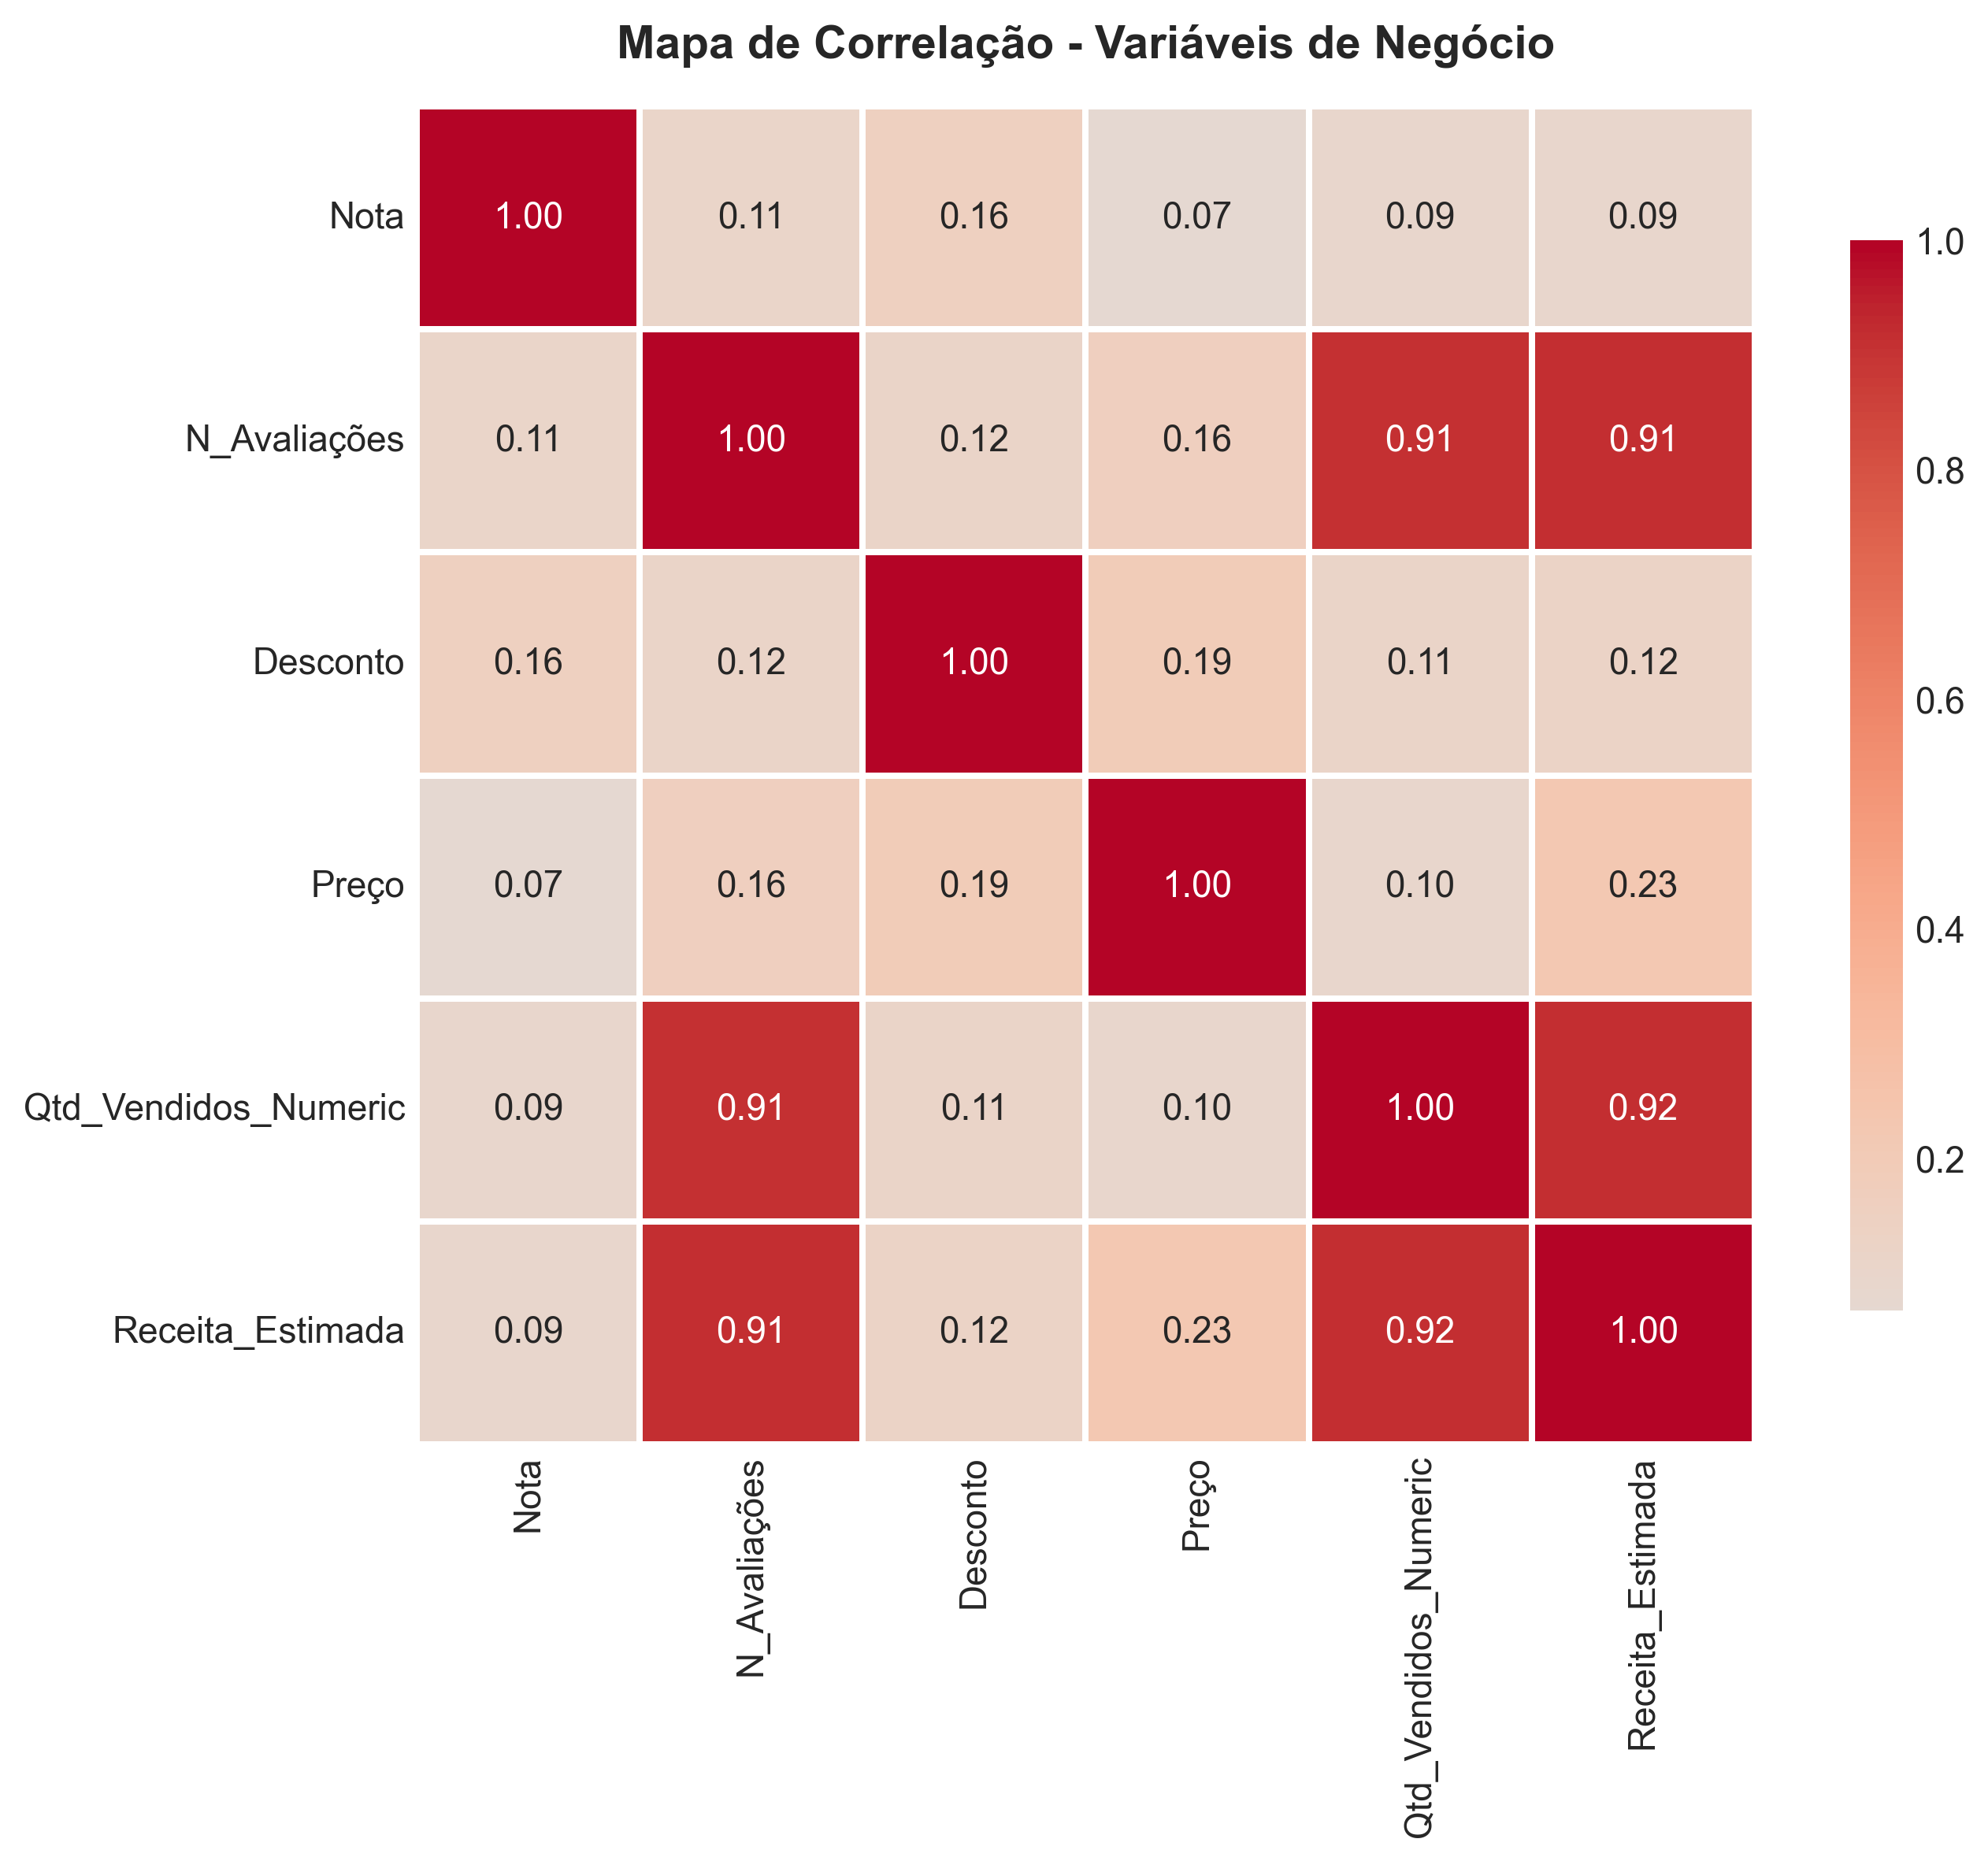 Mapa de Correlação - Variáveis de Negócio
Nota 1.00 0.11 0.16 0.07 0.09 0.09
N_Avaliações 0.11 1.00 0.12 0.16 0.91 0.91
Desconto 0.16 0.12 1.00 0.19 0.11 0.12
Preço 0.07 0.16 0.19 1.00 0.10 0.23
Qtd_Vendidos_Numeric 0.09 0.91 0.11 0.10 1.00 0.92
Receita_Estimada 0.09 0.91 0.12 0.23 0.92 1.00
Nota
N_Avaliações
Desconto
Preço
Qtd_Vendidos_Numeric
Receita_Estimada
1.0
0.8
0.6
0.4
0.2